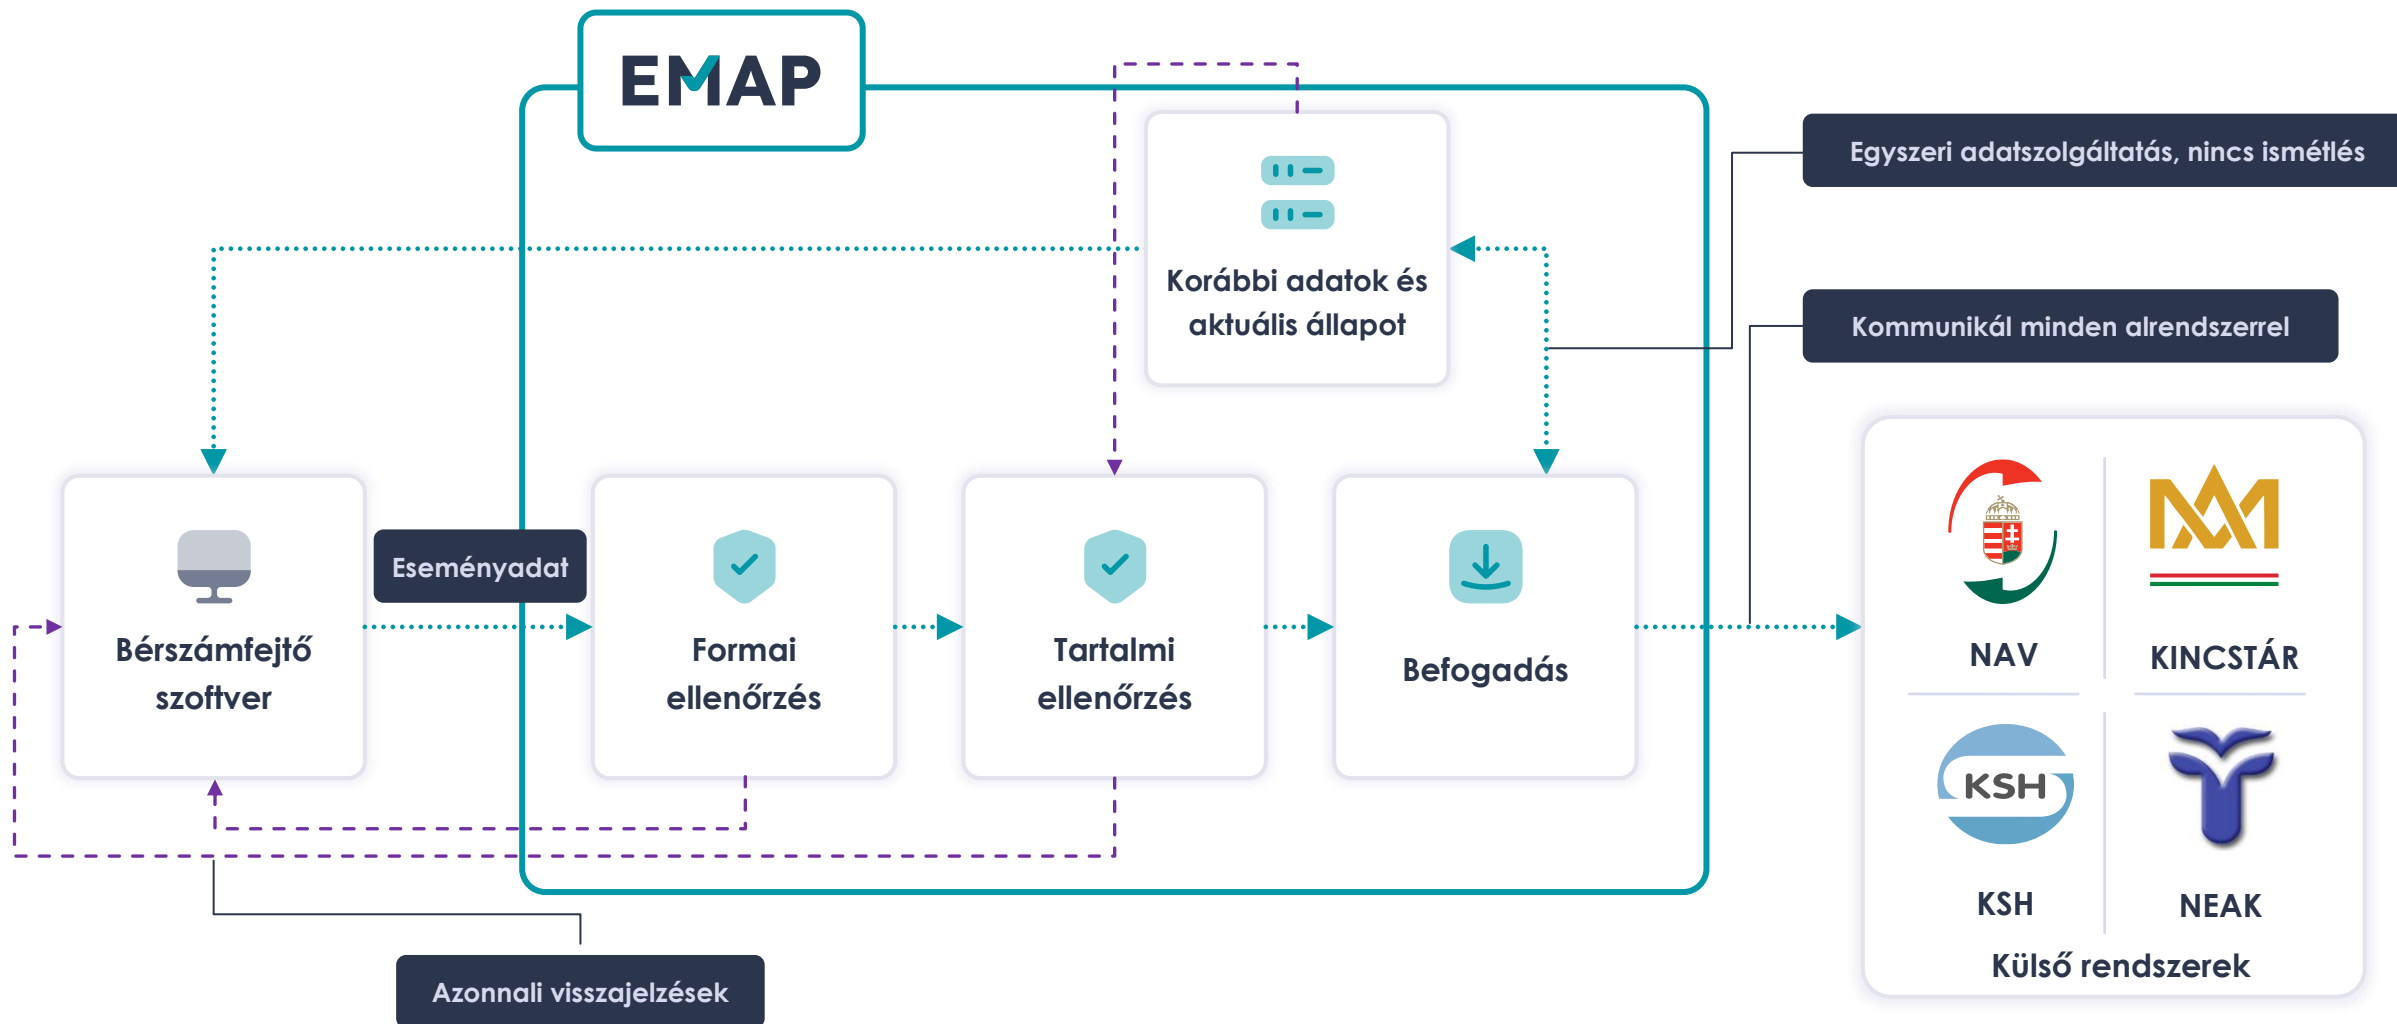 EMAP
Egyszeri adatszolgáltatás, nincs ismétlés
Korábbi adatok és
aktuális állapot
Kommunikál minden alrendszerrel
Eseményadat
Bérszámfejtő
szoftver
Formai
ellenőrzés
Tartalmi
ellenőrzés
Befogadás
NAV
KINCSTÁR
KSH
KSH
NEAK
Külső rendszerek
Azonnali visszajelzések